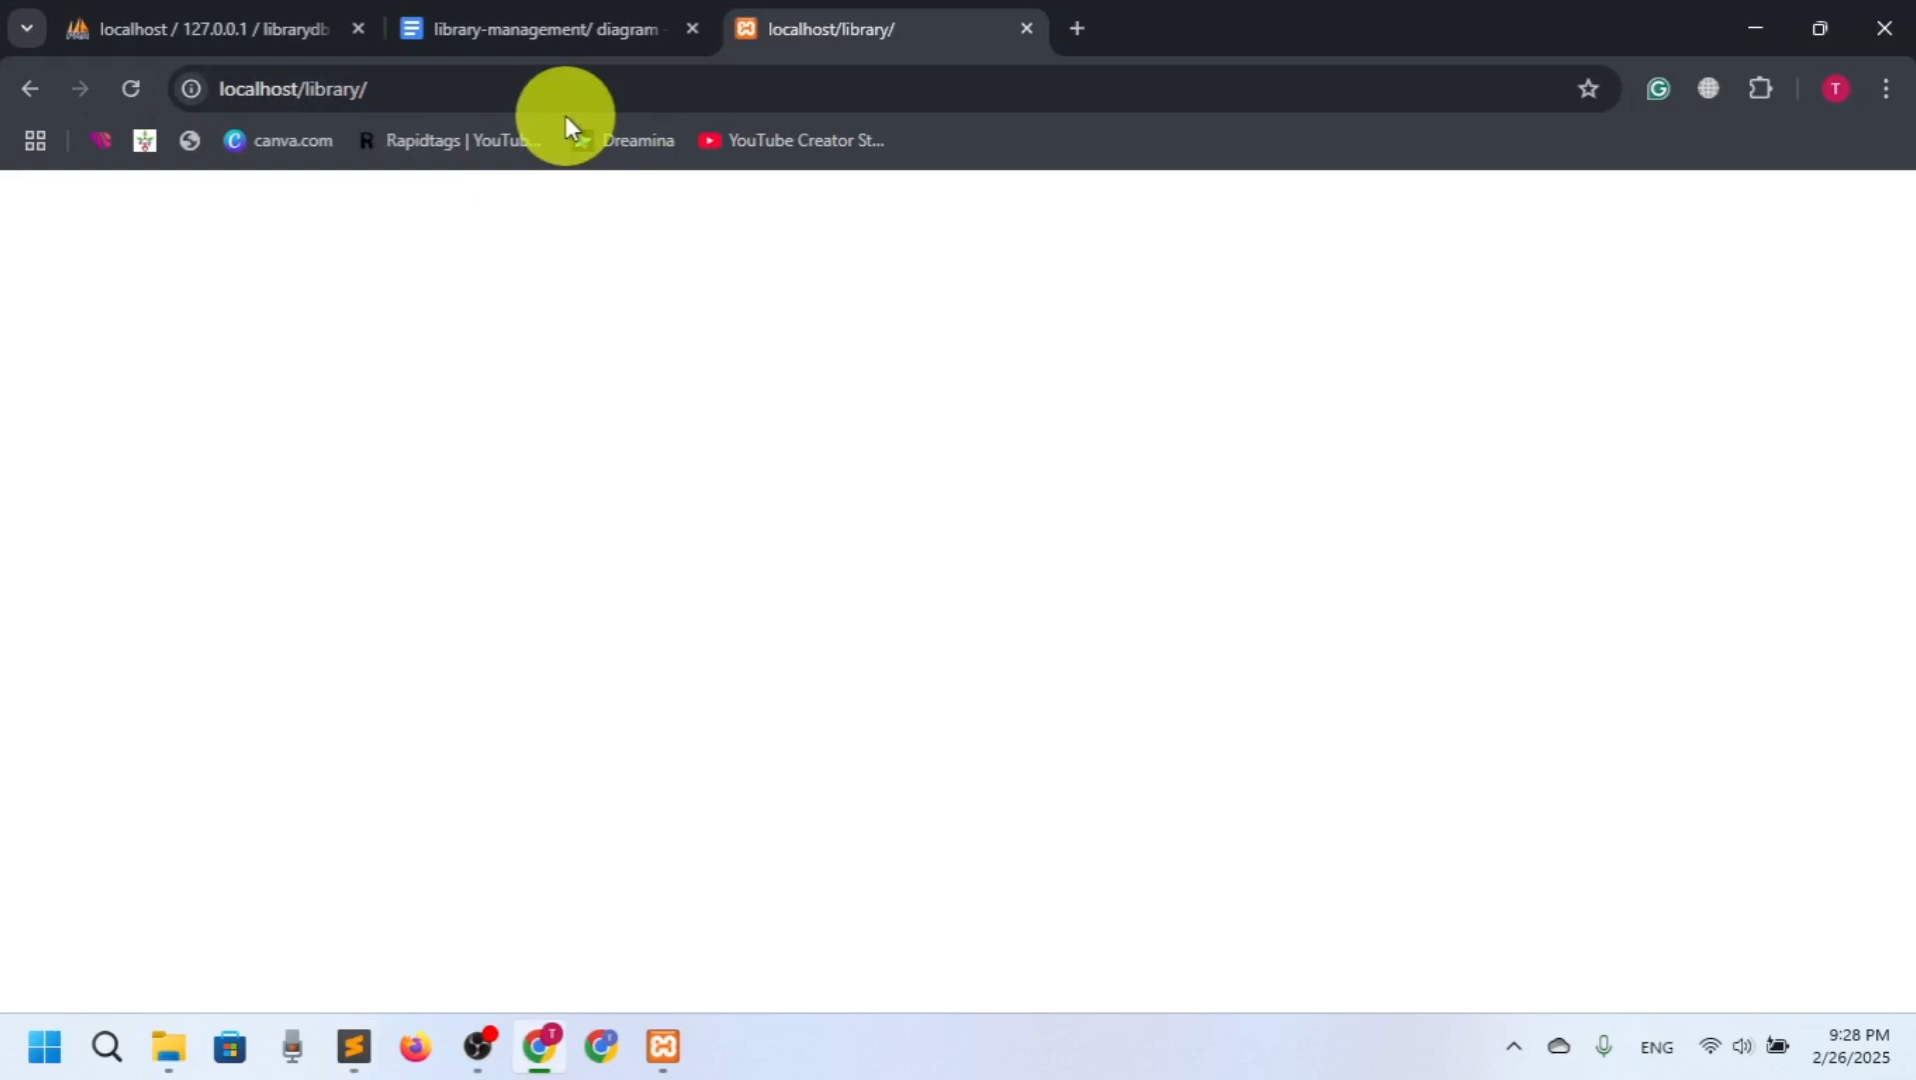 localhost / 127.0.0.1 / librarydb
library-management/ diagram -
localhost/library/
localhost/library/
T
canva.com
R Rapidtags | YouTub...
Dreamina
YouTube Creator St...
T
ENG
9:28 PM
2/26/2025